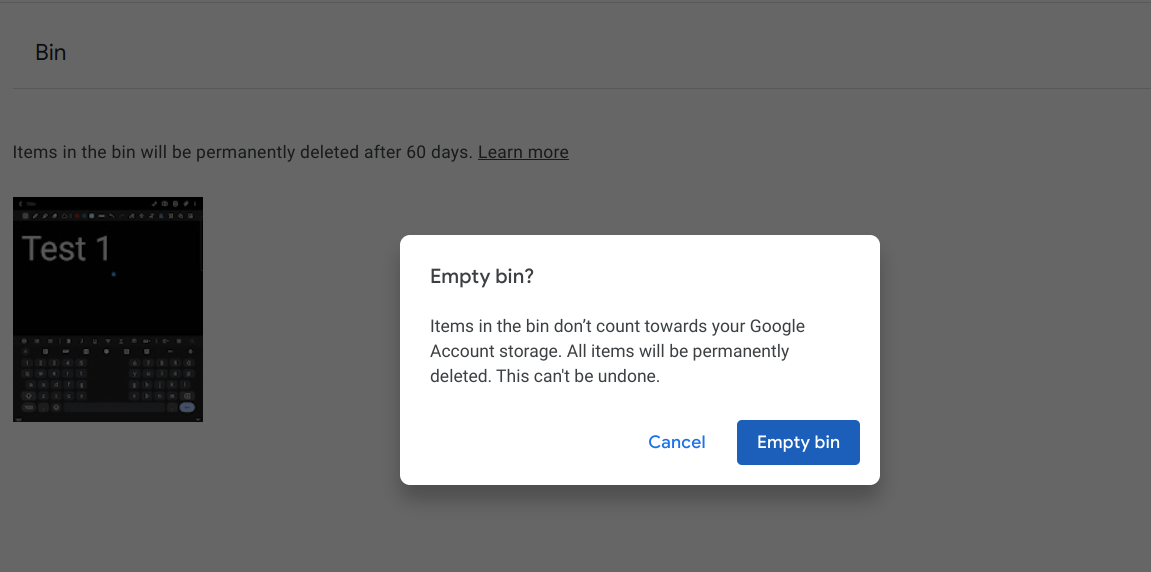 Bin
Items in the bin will be permanently deleted after 60 days. Learn more
Test 1
Empty bin?
Items in the bin don’t count towards your Google
Account storage. All items will be permanently
deleted. This can't be undone.
Cancel
Empty bin